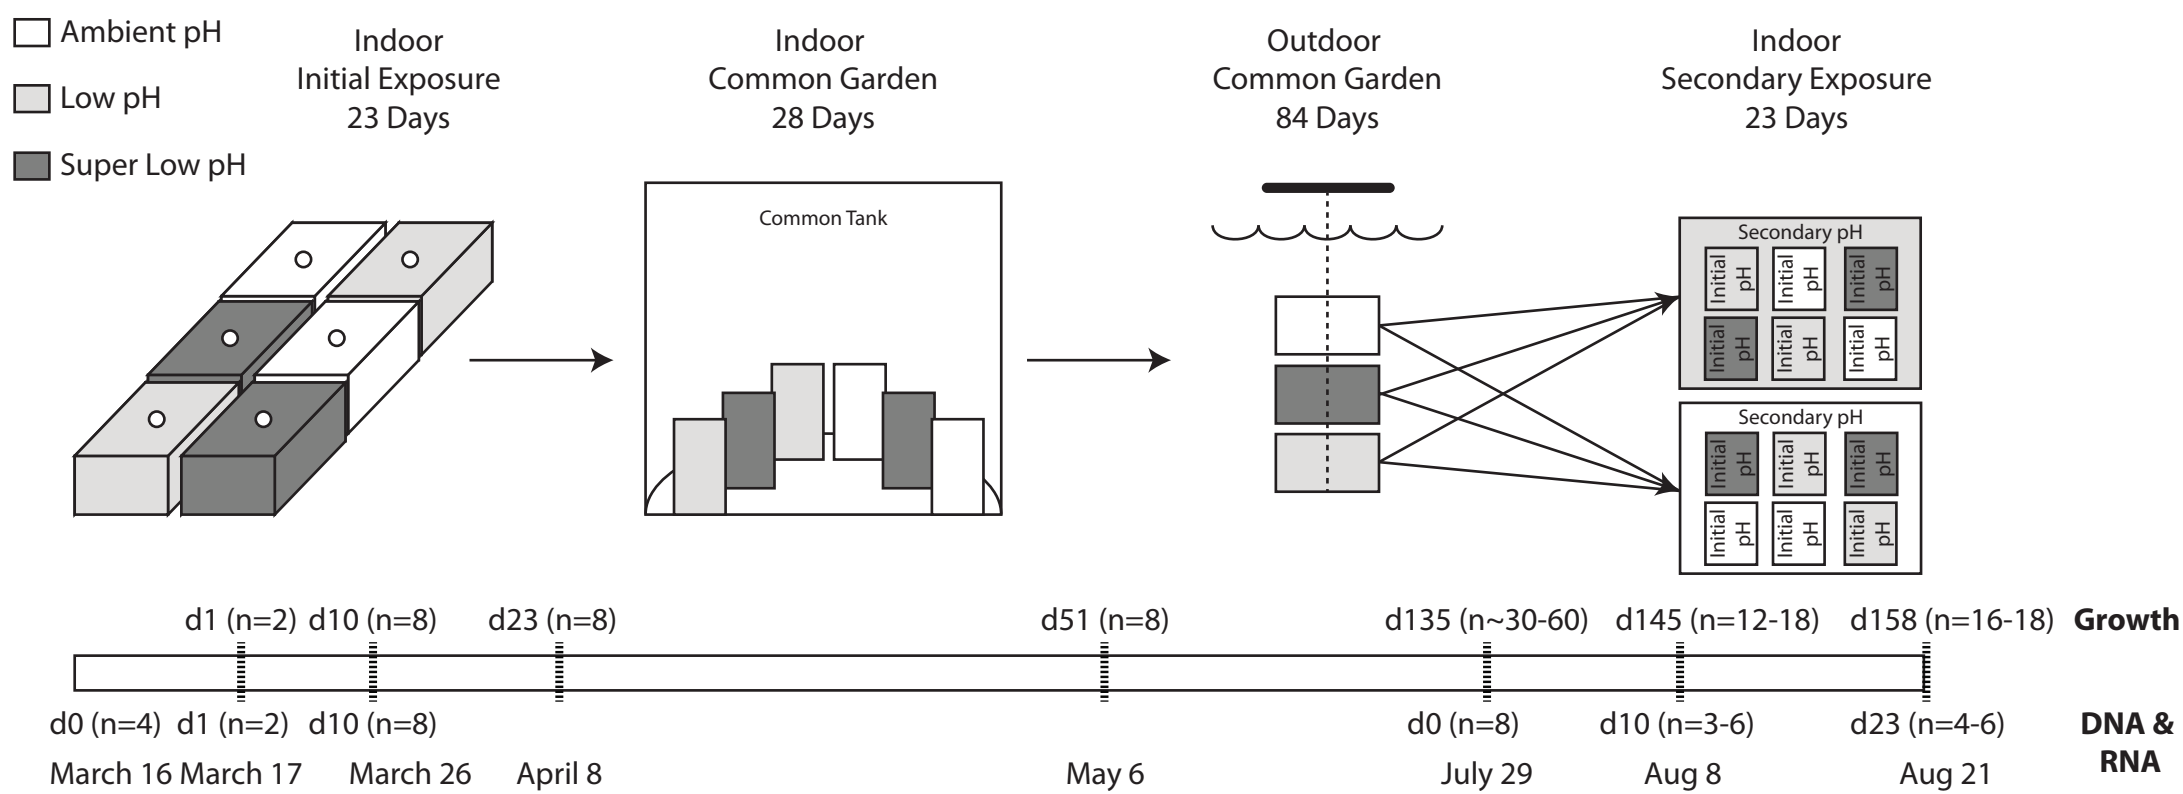 Ambient pH
Low pH
Super Low pH
Indoor
Initial Exposure
23 Days
Indoor
Common Garden
28 Days
Outdoor
Common Garden
84 Days
Indoor
Secondary Exposure
23 Days
Common Tank
Secondary pH
Initial
pH
Initial
pH
Initial
pH
Initial
pH
Initial
pH
Initial
pH
Secondary pH
Initial
pH
Initial
pH
Initial
pH
Initial
pH
Initial
pH
Initial
pH
d1 (n=2) d10 (n=8) d23 (n=8) d51 (n=8) d135 (n~30-60) d145 (n=12-18) d158 (n=16-18) Growth
d0 (n=4) d1 (n=2) d10 (n=8) d0 (n=8) d10 (n=3-6) d23 (n=4-6) DNA &
RNA
March 16 March 17 March 26 April 8 May 6 July 29 Aug 8 Aug 21